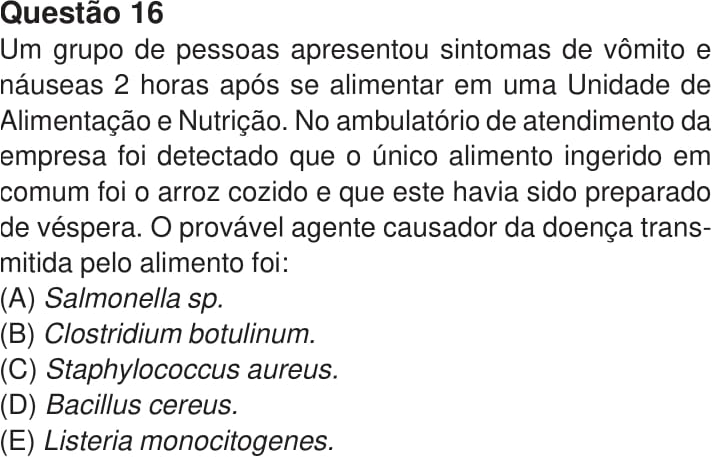 Questão 16
Um grupo de pessoas apresentou sintomas de vômito e
náuseas 2 horas após se alimentar em uma Unidade de
Alimentação e Nutrição. No ambulatório de atendimento da
empresa foi detectado que o único alimento ingerido em
comum foi o arroz cozido e que este havia sido preparado
de véspera. O provável agente causador da doença trans-
mitida pelo alimento foi:
(A) Salmonella sp.
(B) Clostridium botulinum.
(C) Staphylococcus aureus.
(D) Bacillus cereus.
(E) Listeria monocitogenes.